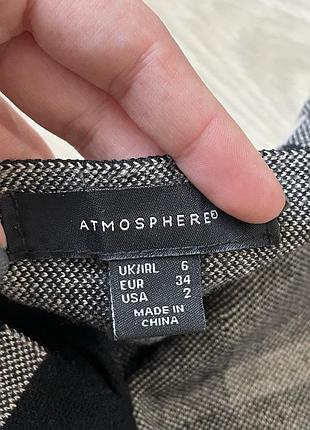 ATMOSPHERE®
UK/IRL 6
EUR 34
USA 2
MADE IN
CHINA